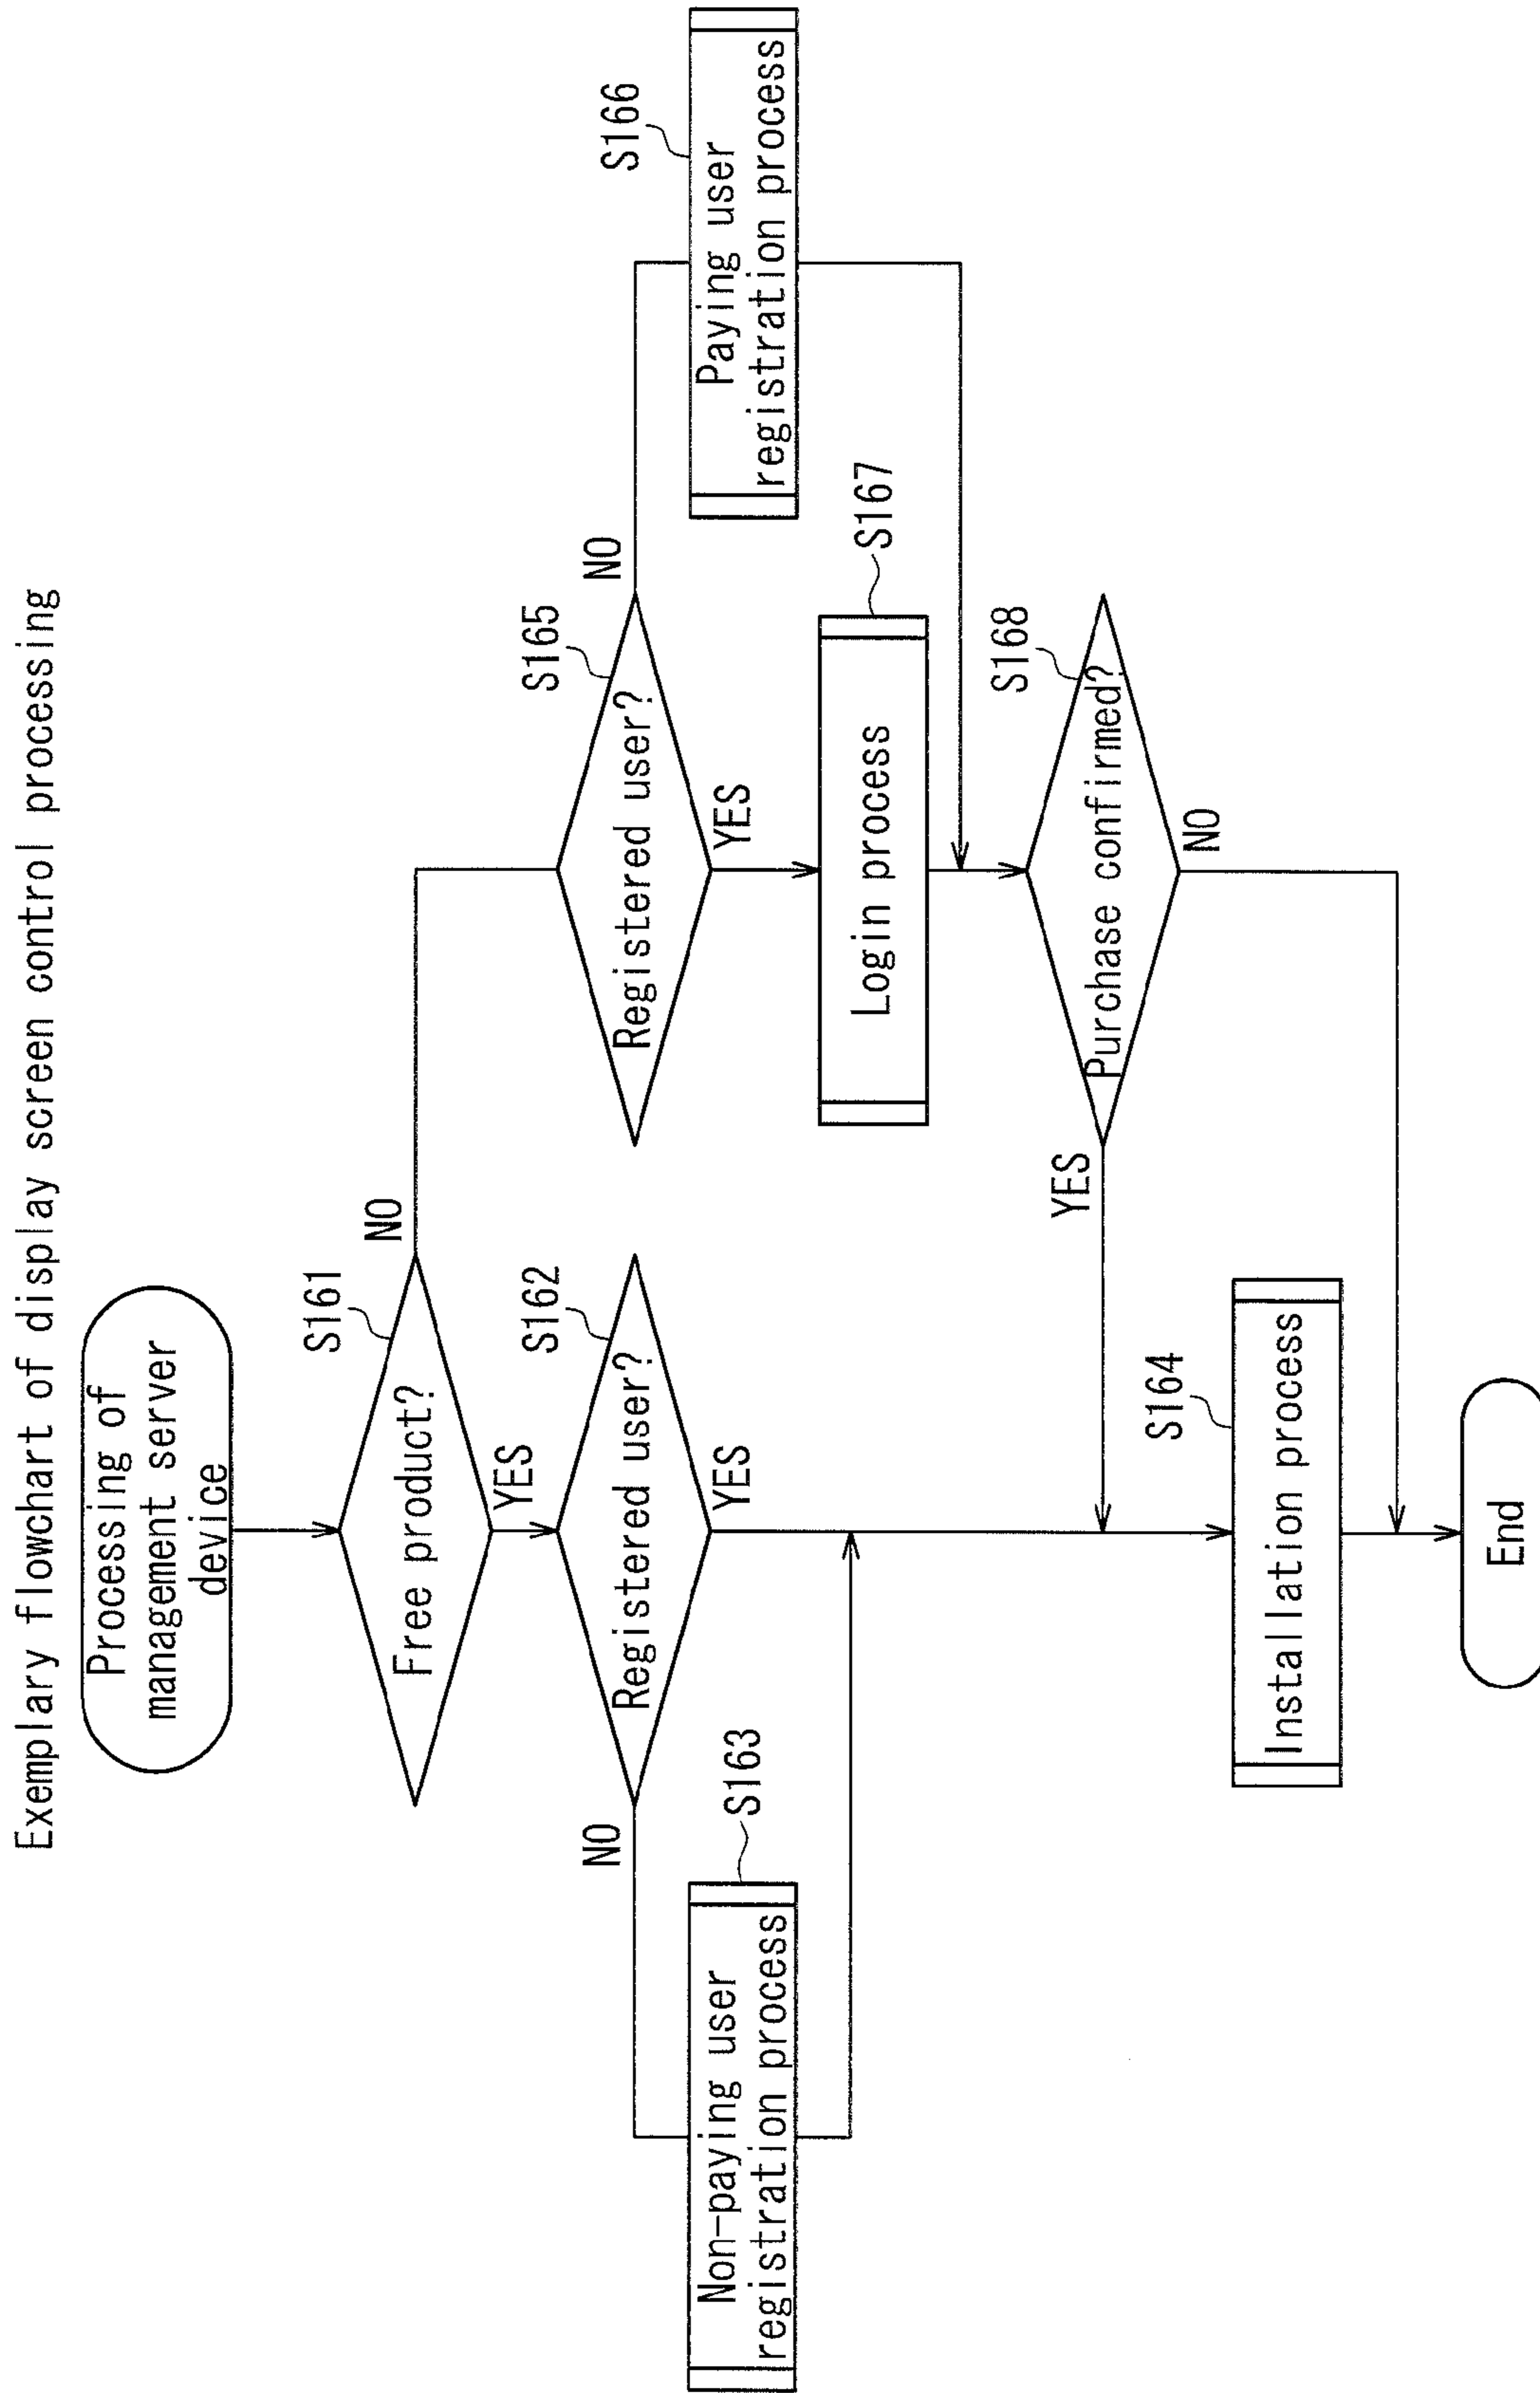 Exemplary flowchart of display screen control processing
Processing of
management server
device
S161
Free product?
NO
YES
S162
Registered user?
NO
YES
S163
Non-paying user
registration process
S165
Registered user?
NO
YES
S166
Paying user
registration process
S167
Login process
S168
Purchase confirmed?
YES
NO
S164
Installation process
End